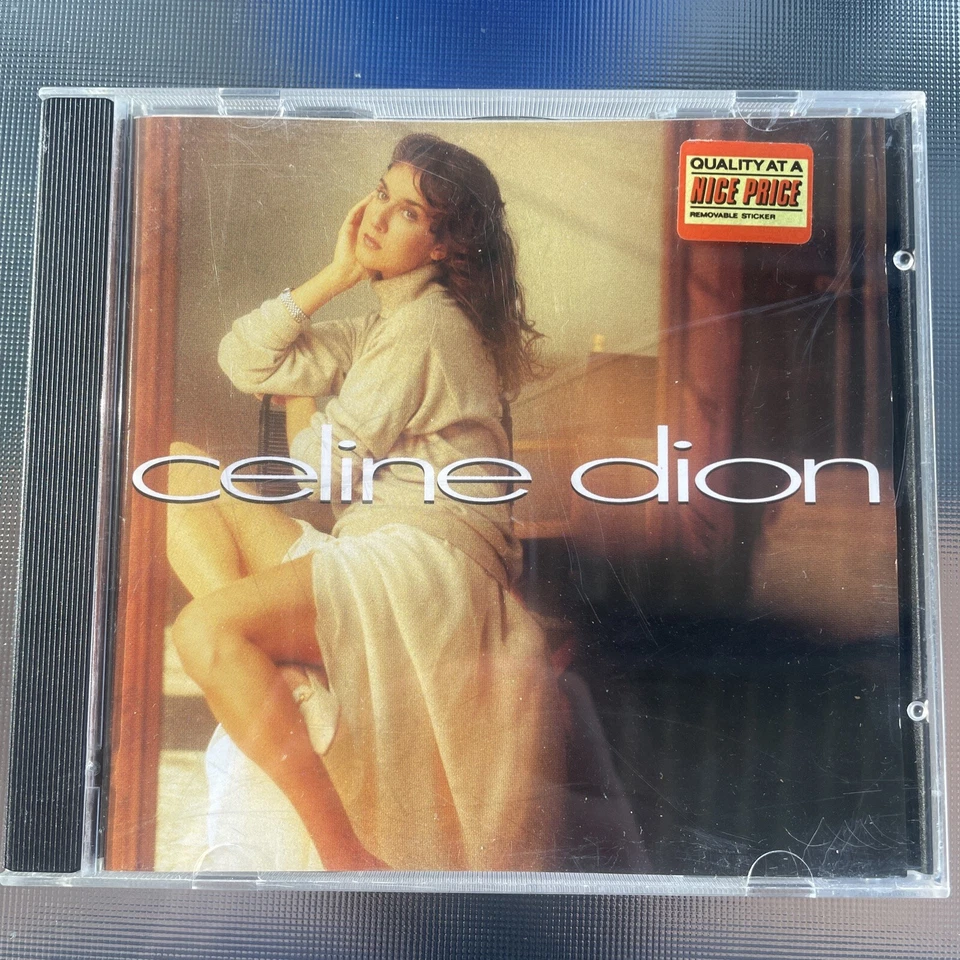 QUALITY AT A
NICE PRICE
REMOVABLE STICKER
celine dion